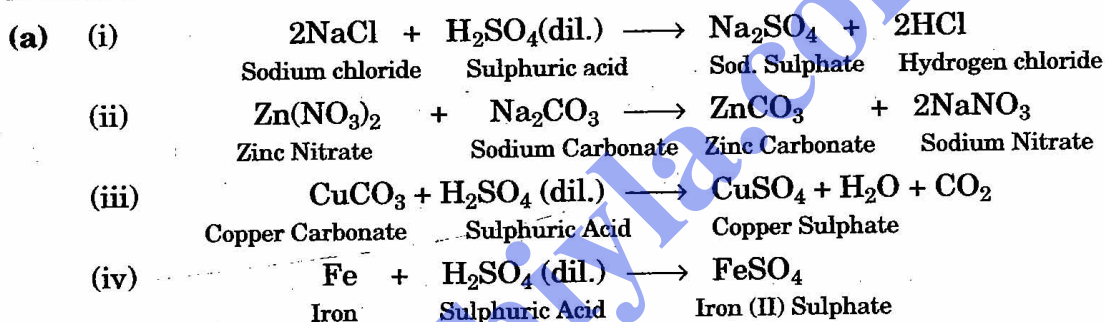 (a) (i) 2NaCl + H₂SO₄(dil.) ⟶ Na₂SO₄ + 2HCl
Sodium chloride Sulphuric acid Sod. Sulphate Hydrogen chloride
(ii) Zn(NO₃)₂ + Na₂CO₃ ⟶ ZnCO₃ + 2NaNO₃
Zinc Nitrate Sodium Carbonate Zinc Carbonate Sodium Nitrate
(iii) CuCO₃ + H₂SO₄ (dil.) ⟶ CuSO₄ + H₂O + CO₂
Copper Carbonate Sulphuric Acid Copper Sulphate
(iv) Fe + H₂SO₄ (dil.) ⟶ FeSO₄
Iron Sulphuric Acid Iron (II) Sulphate